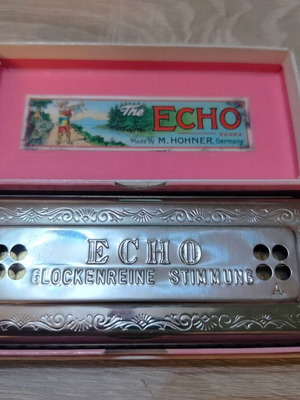 The ECHO
Made by M. HOHNER, Germany
ECHO
GLOCKENREINE STIMMUNG
A